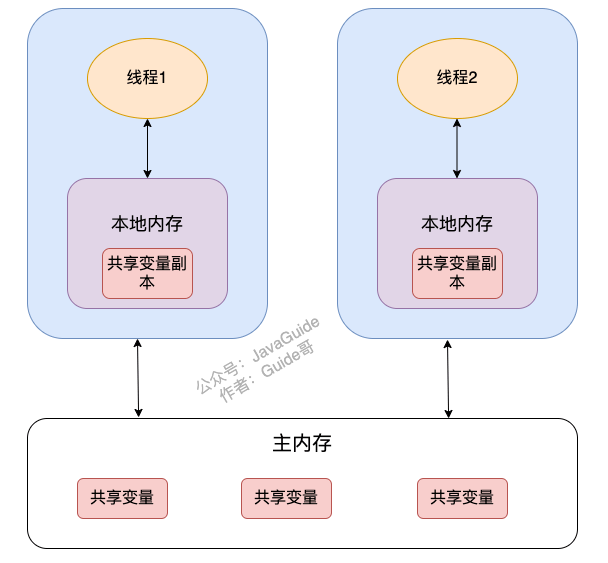 线程1
线程2
本地内存
本地内存
共享变量副
本
共享变量副
本
公众号：JavaGuide
作者：Guide哥
主内存
共享变量
共享变量
共享变量